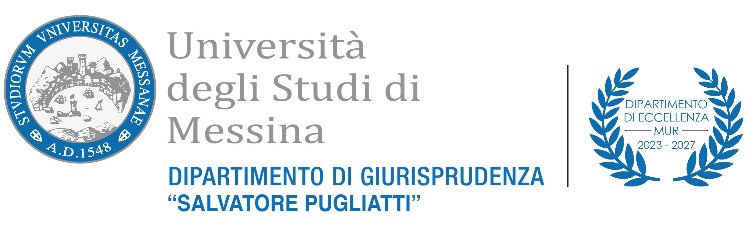 STVDIORVM VNIVERSITAS MESSANAE
A.D.1548
Università
degli Studi di
Messina
DIPARTIMENTO DI GIURISPRUDENZA
“SALVATORE PUGLIATTI”
DIPARTIMENTO
DI ECCELLENZA
MUR
2023 - 2027